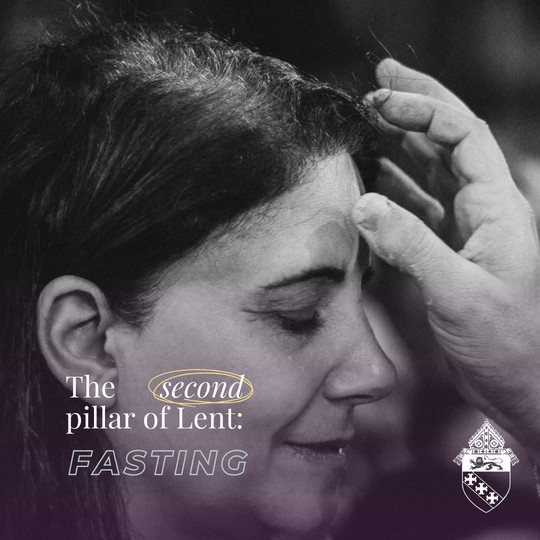 The second
pillar of Lent:
FASTING